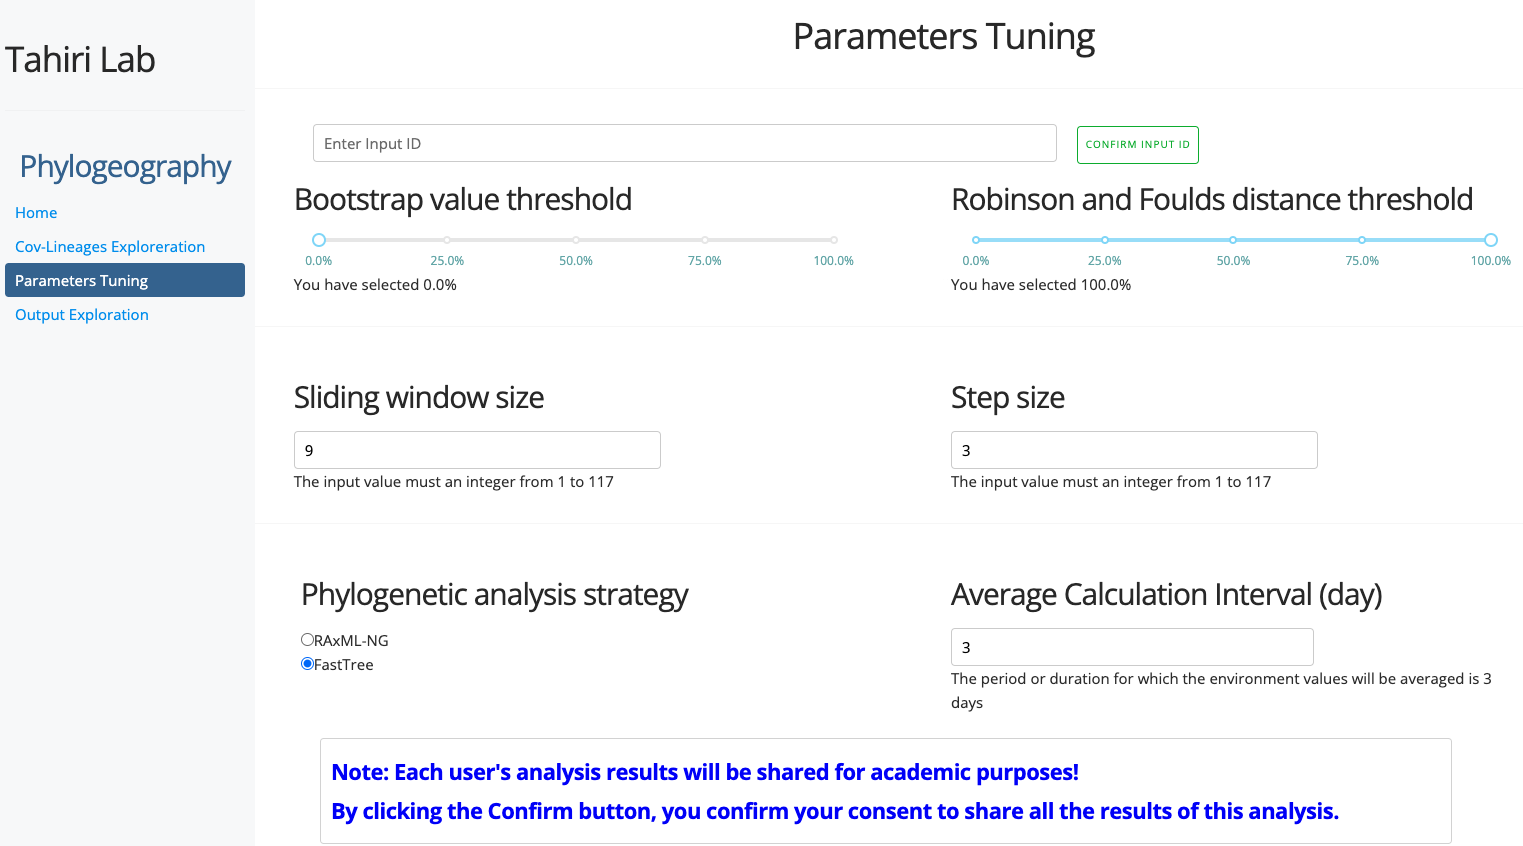 Tahiri Lab
Phylogeography
Home
Cov-Lineages Exploreration
Parameters Tuning
Output Exploration
Parameters Tuning
Enter Input ID
CONFIRM INPUT ID
Bootstrap value threshold
0.0% 25.0% 50.0% 75.0% 100.0%
You have selected 0.0%
Robinson and Foulds distance threshold
0.0% 25.0% 50.0% 75.0% 100.0%
You have selected 100.0%
Sliding window size
9
The input value must an integer from 1 to 117
Step size
3
The input value must an integer from 1 to 117
Phylogenetic analysis strategy
RAxML-NG
FastTree
Average Calculation Interval (day)
3
The period or duration for which the environment values will be averaged is 3
days
Note: Each user's analysis results will be shared for academic purposes!
By clicking the Confirm button, you confirm your consent to share all the results of this analysis.